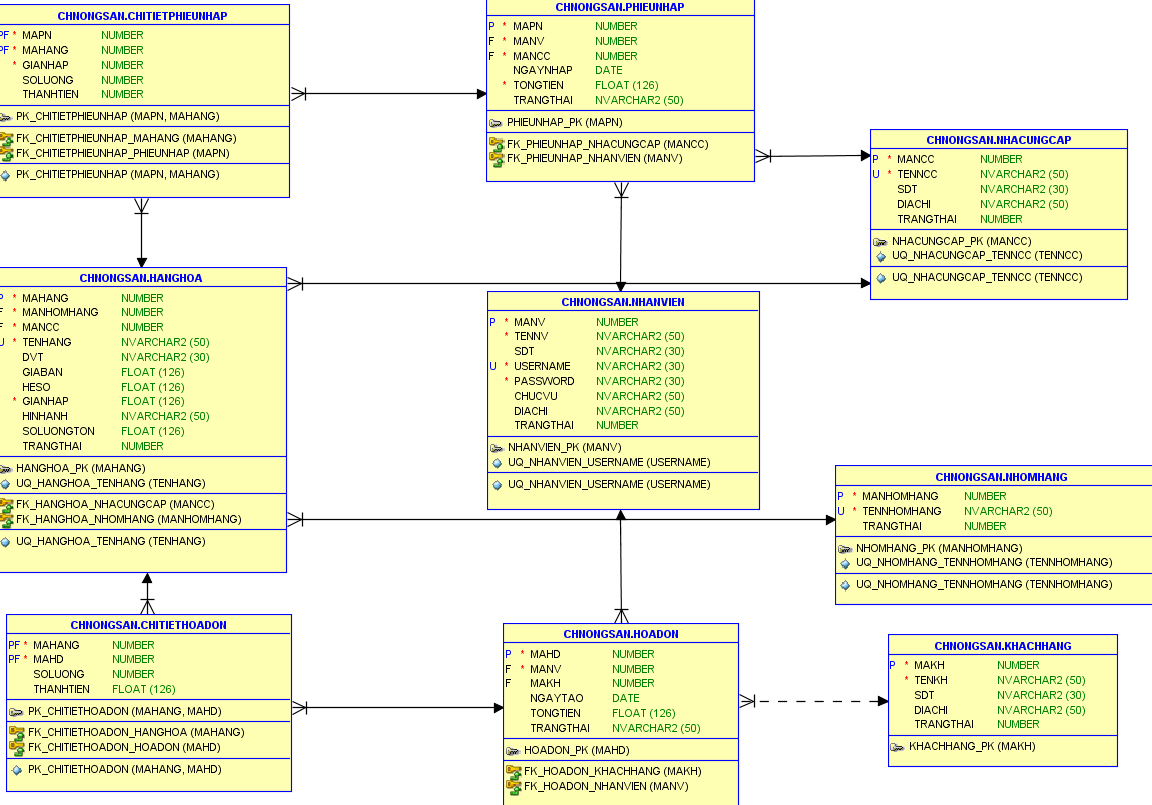 CHNONGSAN.CHITIETPHIEUNHAP
PF * MAPN NUMBER
PF * MAHANG NUMBER
* GIANHAP NUMBER
SOLUONG NUMBER
THANHTIEN NUMBER
PK_CHITIETPHIEUNHAP (MAPN, MAHANG)
FK_CHITIETPHIEUNHAP_MAHANG (MAHANG)
FK_CHITIETPHIEUNHAP_PHIEUNHAP (MAPN)
PK_CHITIETPHIEUNHAP (MAPN, MAHANG)
CHNONGSAN.PHIEUNHAP
P * MAPN NUMBER
F * MANV NUMBER
F * MANCC NUMBER
NGAYNHAP DATE
* TONGTIEN FLOAT (126)
TRANGTHAI NVARCHAR2 (50)
PHIEUNHAP_PK (MAPN)
FK_PHIEUNHAP_NHACUNGCAP (MANCC)
FK_PHIEUNHAP_NHANVIEN (MANV)
CHNONGSAN.NHACUNGCAP
P * MANCC NUMBER
U * TENNCC NVARCHAR2 (50)
SDT NVARCHAR2 (30)
DIACHI NVARCHAR2 (50)
TRANGTHAI NUMBER
NHACUNGCAP_PK (MANCC)
UQ_NHACUNGCAP_TENNCC (TENNCC)
UQ_NHACUNGCAP_TENNCC (TENNCC)
CHNONGSAN.HANGHOA
P * MAHANG NUMBER
F * MANHOMHANG NUMBER
F * MANCC NUMBER
U * TENHANG NVARCHAR2 (50)
DVT NVARCHAR2 (30)
GIABAN FLOAT (126)
HESO FLOAT (126)
* GIANHAP FLOAT (126)
HINHANH NVARCHAR2 (50)
SOLUONGTON FLOAT (126)
TRANGTHAI NUMBER
HANGHOA_PK (MAHANG)
UQ_HANGHOA_TENHANG (TENHANG)
FK_HANGHOA_NHACUNGCAP (MANCC)
FK_HANGHOA_NHOMHANG (MANHOMHANG)
UQ_HANGHOA_TENHANG (TENHANG)
CHNONGSAN.NHANVIEN
P * MANV NUMBER
* TENNV NVARCHAR2 (50)
SDT NVARCHAR2 (30)
U * USERNAME NVARCHAR2 (30)
* PASSWORD NVARCHAR2 (30)
CHUCVU NVARCHAR2 (50)
DIACHI NVARCHAR2 (50)
TRANGTHAI NUMBER
NHANVIEN_PK (MANV)
UQ_NHANVIEN_USERNAME (USERNAME)
UQ_NHANVIEN_USERNAME (USERNAME)
CHNONGSAN.NHOMHANG
P * MANHOMHANG NUMBER
U * TENNHOMHANG NVARCHAR2 (50)
TRANGTHAI NUMBER
NHOMHANG_PK (MANHOMHANG)
UQ_NHOMHANG_TENNHOMHANG (TENNHOMHANG)
UQ_NHOMHANG_TENNHOMHANG (TENNHOMHANG)
CHNONGSAN.CHITIETHOADON
PF * MAHANG NUMBER
PF * MAHD NUMBER
SOLUONG NUMBER
THANHTIEN FLOAT (126)
PK_CHITIETHOADON (MAHANG, MAHD)
FK_CHITIETHOADON_HANGHOA (MAHANG)
FK_CHITIETHOADON_HOADON (MAHD)
PK_CHITIETHOADON (MAHANG, MAHD)
CHNONGSAN.HOADON
P * MAHD NUMBER
F * MANV NUMBER
F MAKH NUMBER
NGAYTAO DATE
TONGTIEN FLOAT (126)
TRANGTHAI NVARCHAR2 (50)
HOADON_PK (MAHD)
FK_HOADON_KHACHHANG (MAKH)
FK_HOADON_NHANVIEN (MANV)
CHNONGSAN.KHACHHANG
P * MAKH NUMBER
* TENKH NVARCHAR2 (50)
SDT NVARCHAR2 (30)
DIACHI NVARCHAR2 (50)
TRANGTHAI NUMBER
KHACHHANG_PK (MAKH)